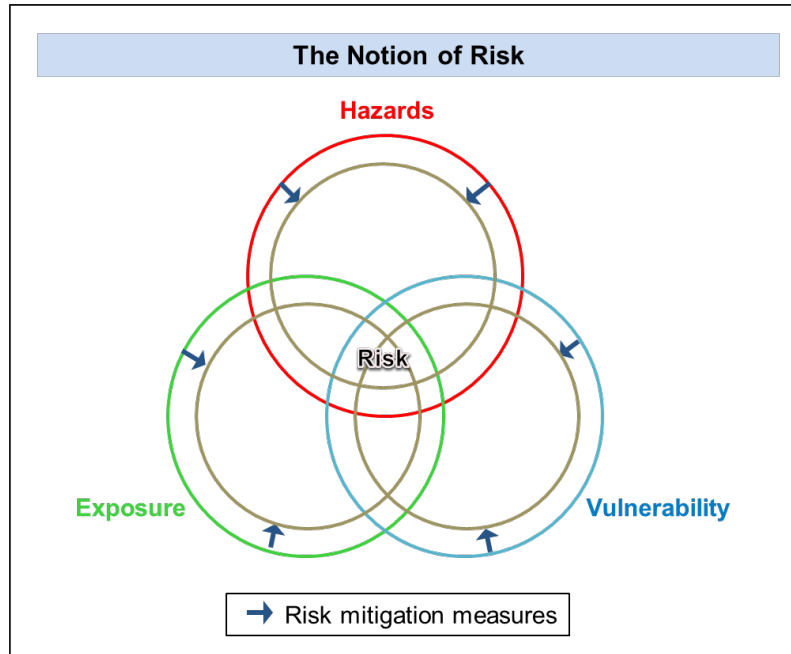 The Notion of Risk
Hazards
Risk
Exposure
Vulnerability
Risk mitigation measures